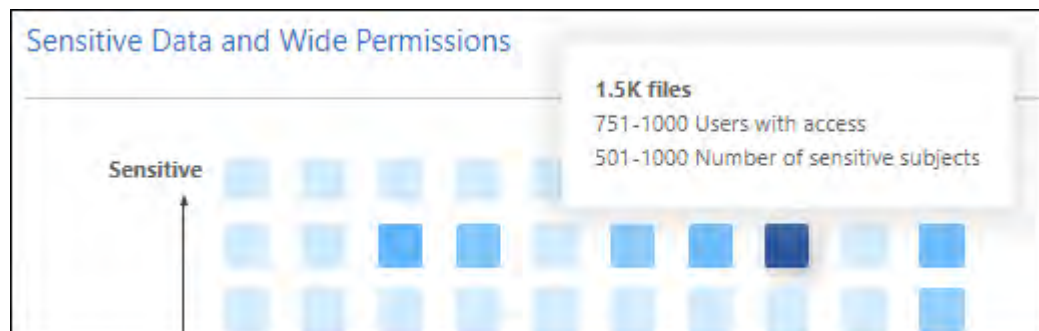 Sensitive Data and Wide Permissions
1.5K files
751-1000 Users with access
501-1000 Number of sensitive subjects
Sensitive